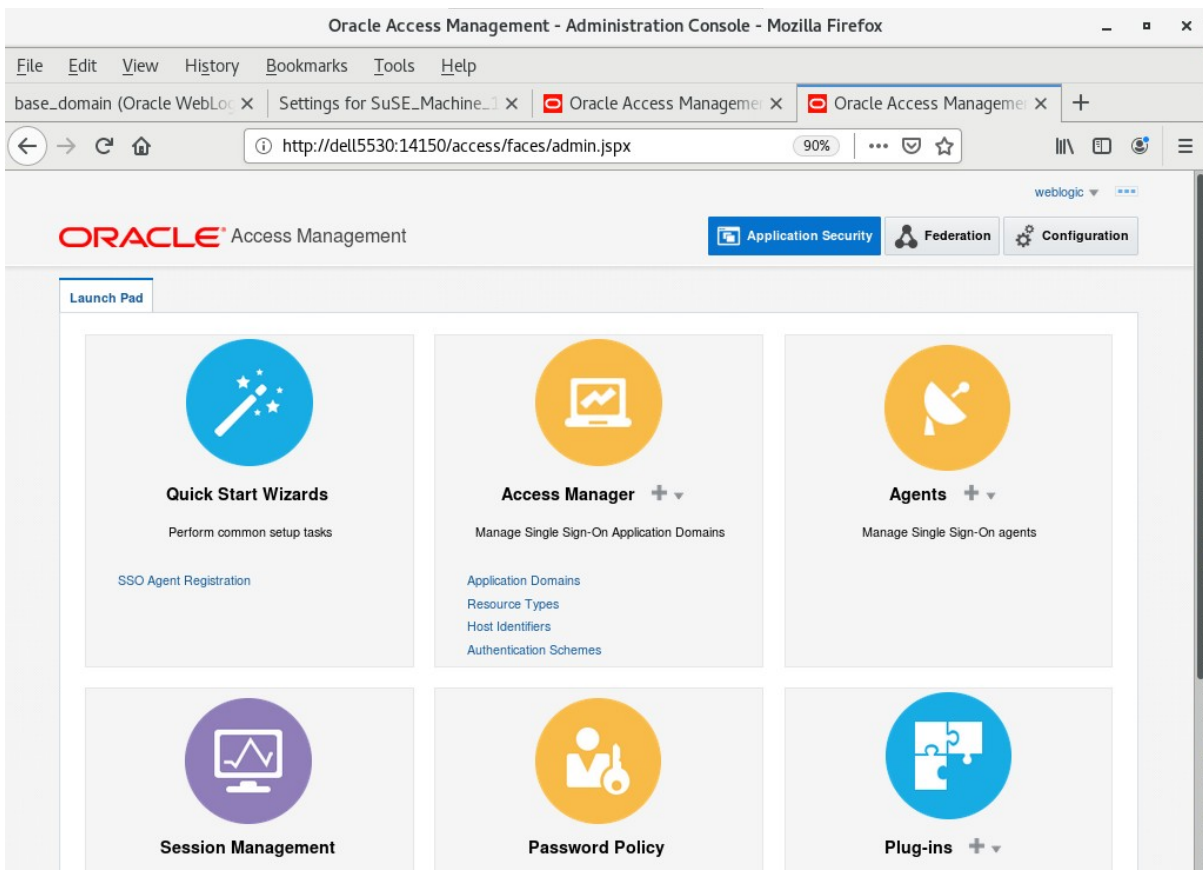 Oracle Access Management - Administration Console - Mozilla Firefox
File Edit View History Bookmarks Tools Help
base_domain (Oracle WebLog Settings for SuSE_Machine_1 Oracle Access Managemen Oracle Access Managemen
http://dell5530:14150/access/faces/admin.jspx 90%
weblogic
ORACLE Access Management Application Security Federation Configuration
Launch Pad
Quick Start Wizards
Perform common setup tasks
SSO Agent Registration
Access Manager
Manage Single Sign-On Application Domains
Application Domains
Resource Types
Host Identifiers
Authentication Schemes
Agents
Manage Single Sign-On agents
Session Management
Password Policy
Plug-ins